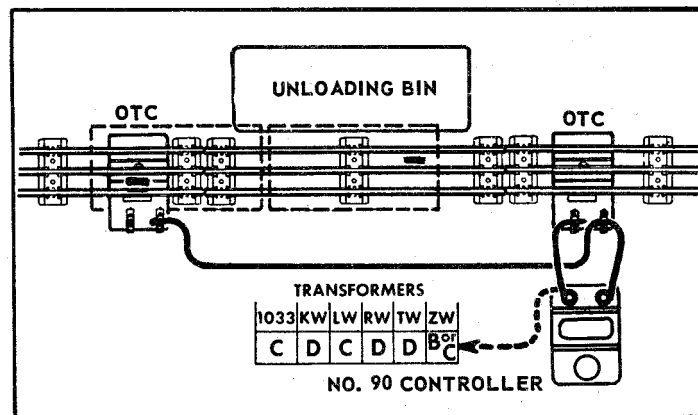 UNLOADING BIN
OTC
OTC
TRANSFORMERS
1033 KW LW RW TW ZW
C D C D D B or C
NO. 90 CONTROLLER